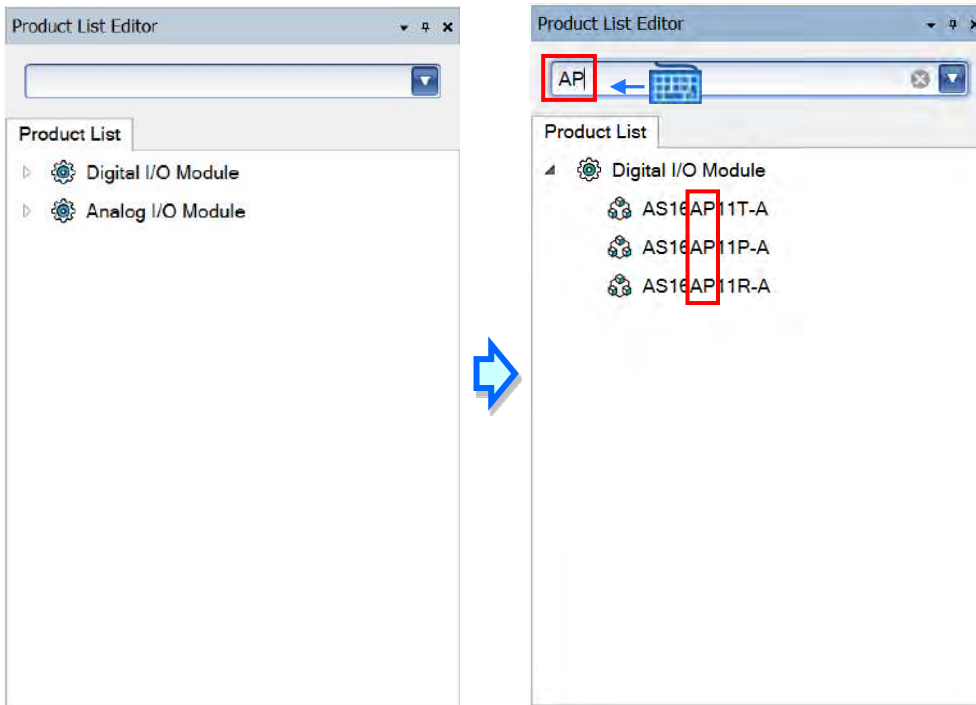 Product List Editor
Product List
Digital I/O Module
Analog I/O Module
Product List Editor
AP
Product List
Digital I/O Module
AS16AP11T-A
AS16AP11P-A
AS16AP11R-A